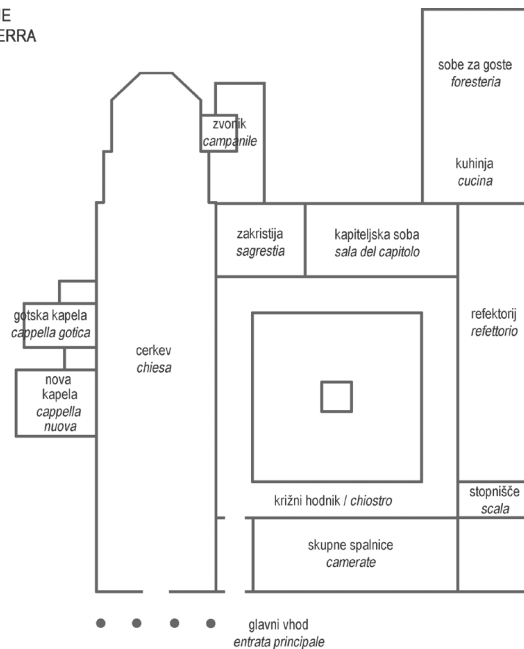 JE
ERRA
sobe za goste
foresteria
zvonik
campanile
kuhinja
cucina
zakristija
sagrestia
kapiteljska soba
sala del capitolo
gotska kapela
cappella gotica
refektorij
refettorio
cerkev
chiesa
nova
kapela
cappella
nuova
stopnišče
scala
križni hodnik / chiostro
skupne spalnice
camerate
glavni vhod
entrata principale